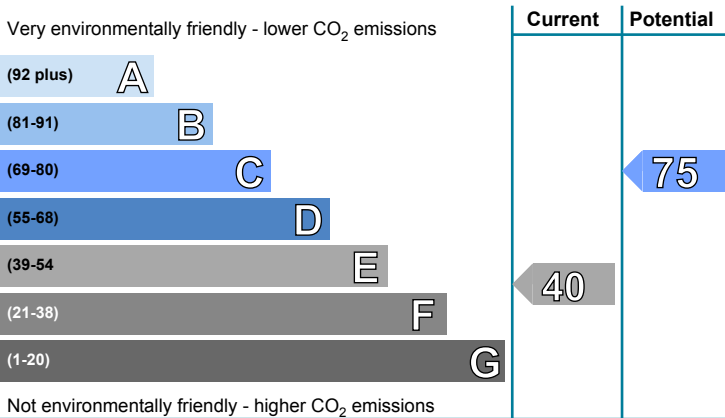 Very environmentally friendly - lower CO2 emissions
Current
Potential
(92 plus) A
(81-91) B
(69-80) C
75
(55-68) D
(39-54 E
40
(21-38) F
(1-20) G
Not environmentally friendly - higher CO2 emissions